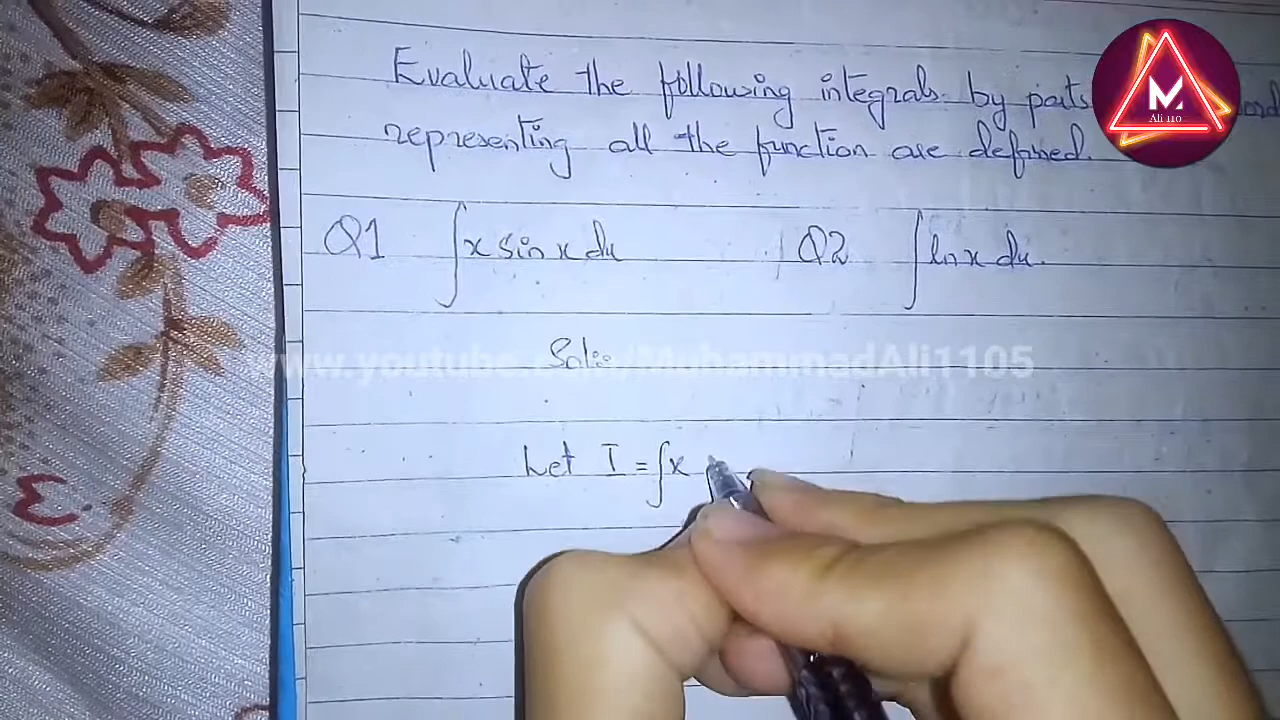 Evaluate the following integrals by parts
representing all the function are defined.
Q1 ∫x sin x dx Q2 ∫ln x dx.
Sol:-
www.youtube.com/MuhammadAli1105
Let I = ∫x
M
Ali 110